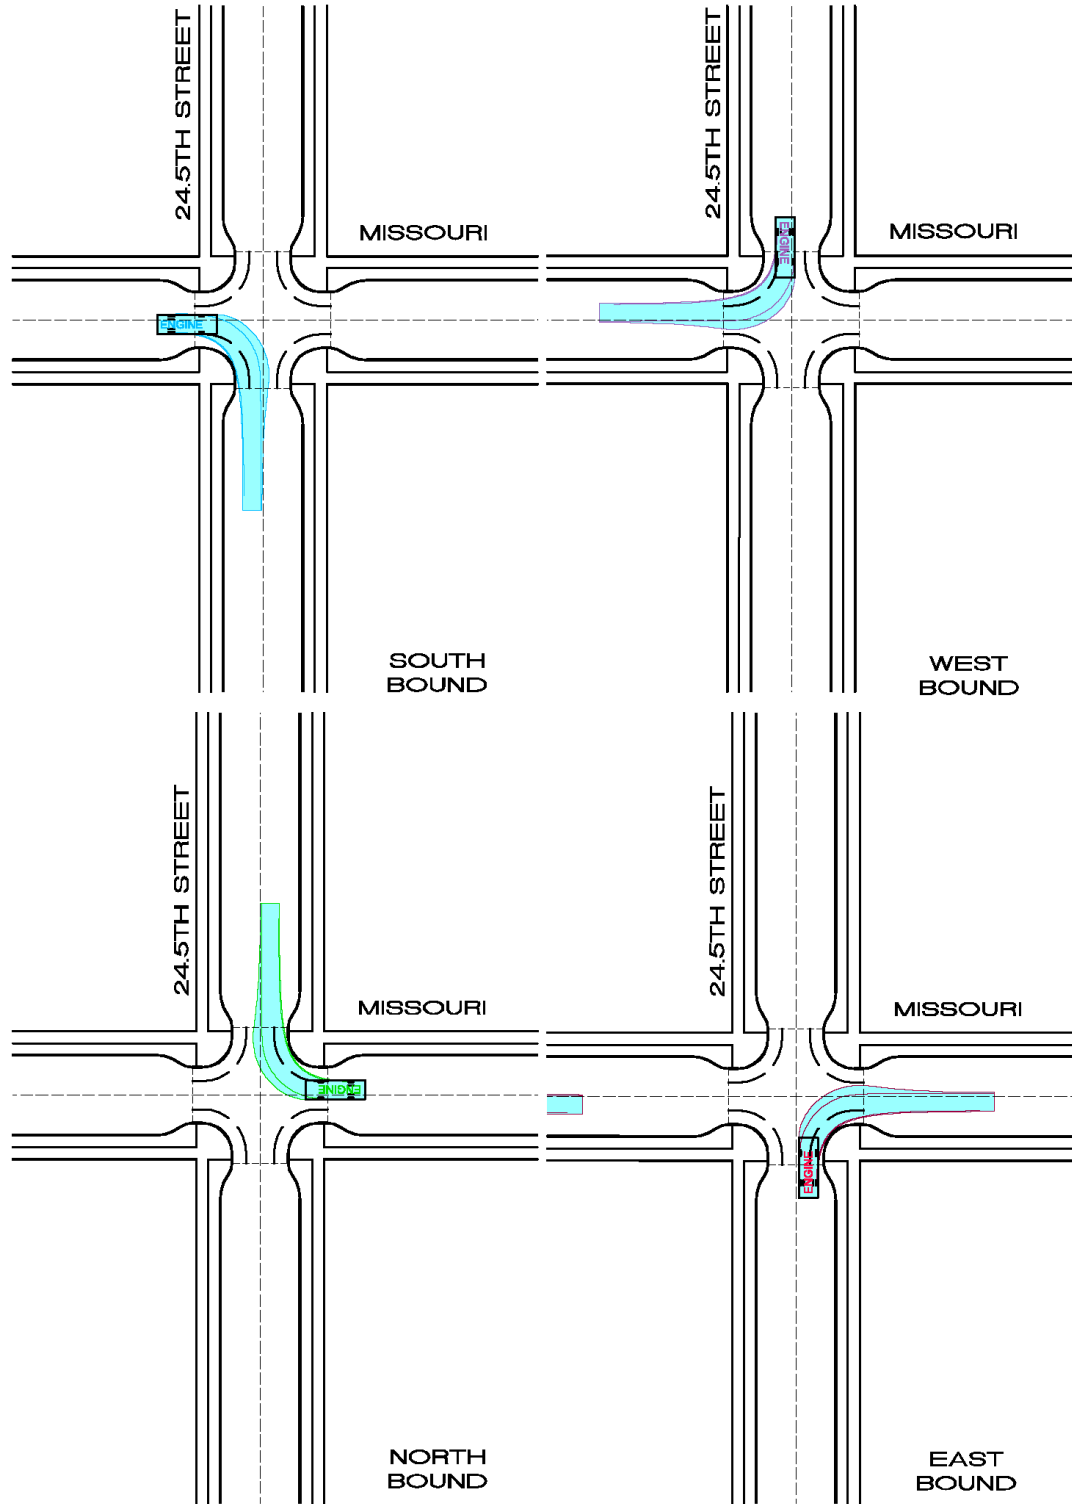 24.5TH STREET
MISSOURI
ENGINE
SOUTH
BOUND
24.5TH STREET
MISSOURI
ENGINE
WEST
BOUND
24.5TH STREET
MISSOURI
ENGINE
NORTH
BOUND
24.5TH STREET
MISSOURI
ENGINE
EAST
BOUND